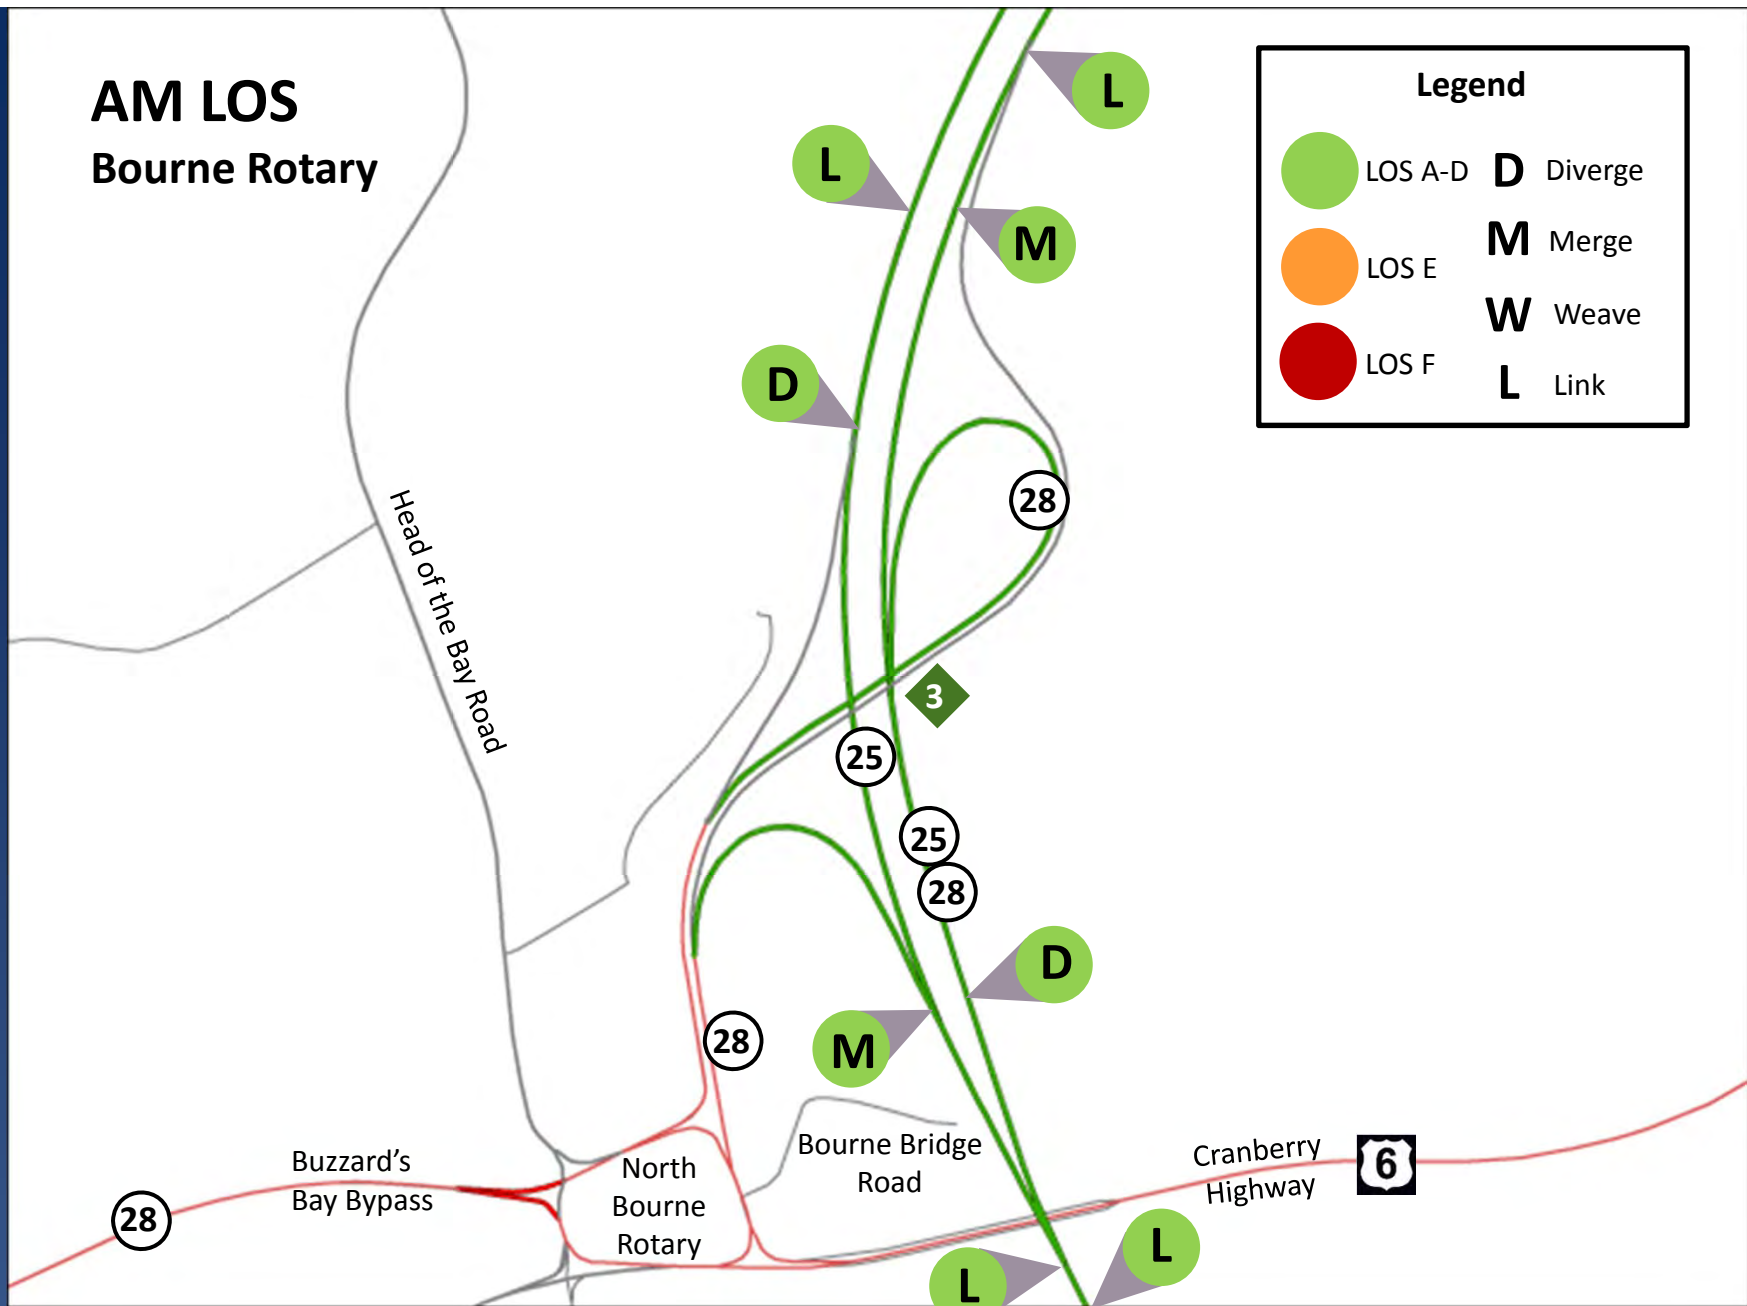 AM LOS
Bourne Rotary
L
L
M
D
Legend
LOS A-D
D Diverge
M Merge
LOS E
W Weave
LOS F
L Link
28
Head of the Bay Road
3
25
25
28
D
M
28
Bourne Bridge
Road
Buzzard's
Bay Bypass
28
North
Bourne
Rotary
Cranberry
Highway
6
L
L